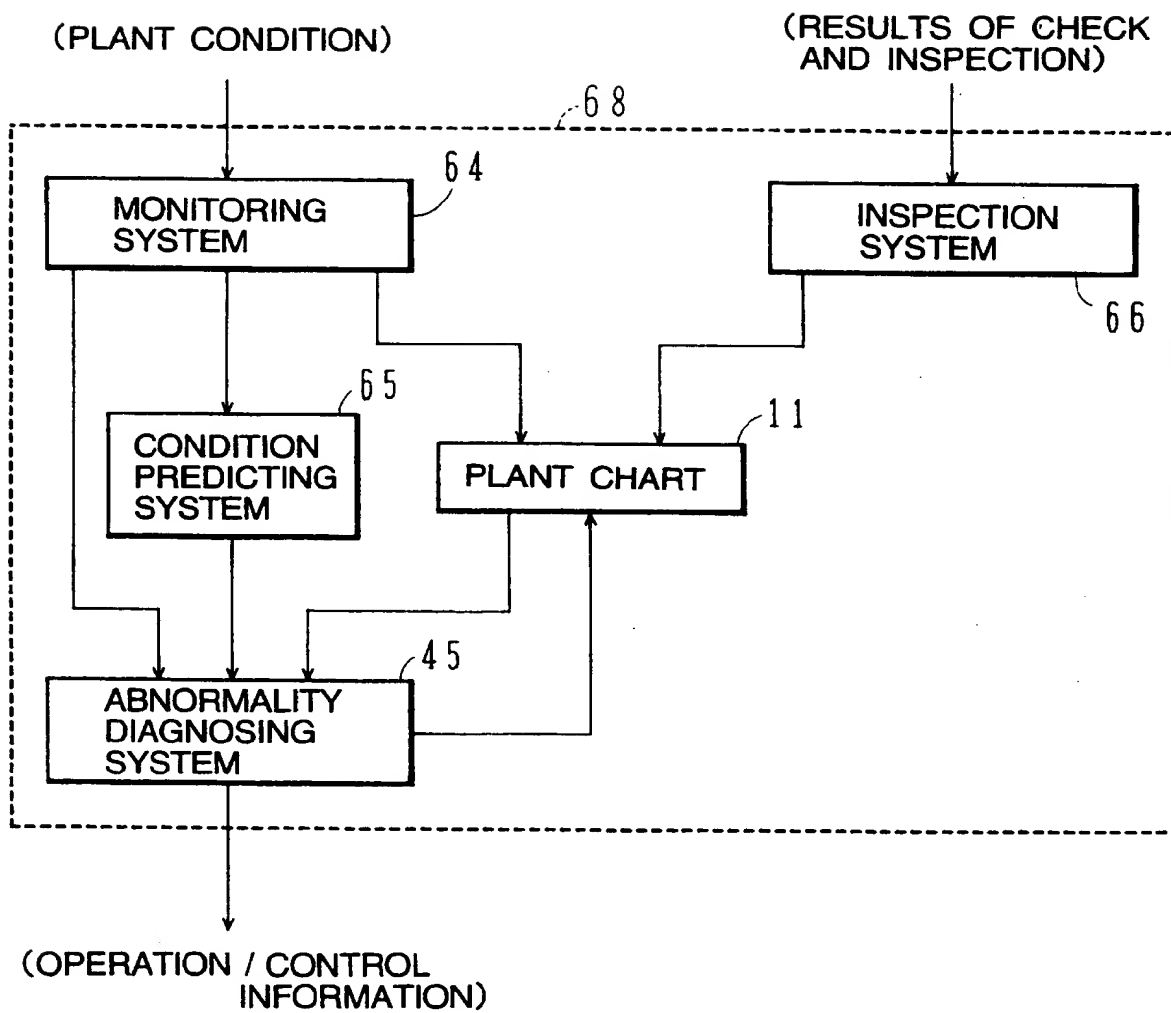 (PLANT CONDITION)
(RESULTS OF CHECK
AND INSPECTION)
68
64
MONITORING
SYSTEM
INSPECTION
SYSTEM
66
65
CONDITION
PREDICTING
SYSTEM
11
PLANT CHART
45
ABNORMALITY
DIAGNOSING
SYSTEM
(OPERATION / CONTROL
INFORMATION)